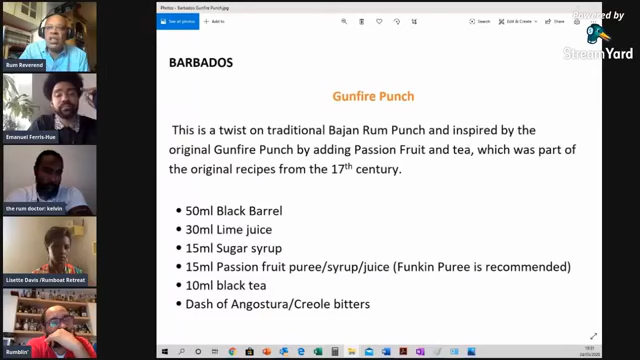 Photos - Barbados Gunfire Punch.jpg
See all photos
Add to
Search
Edit & Create
Share
Powered by
StreamYard
Rum Reverend
Emanuel Ferris-Hue
the rum doctor: kelvin
Lisette Davis /Rumboat Retreat
Rumblin'
BARBADOS
Gunfire Punch
This is a twist on traditional Bajan Rum Punch and inspired by the
original Gunfire Punch by adding Passion Fruit and tea, which was part of
the original recipes from the 17th century.
• 50ml Black Barrel
• 30ml Lime juice
• 15ml Sugar syrup
• 15ml Passion fruit puree/syrup/juice (Funkin Puree is recommended)
• 10ml black tea
• Dash of Angostura/Creole bitters